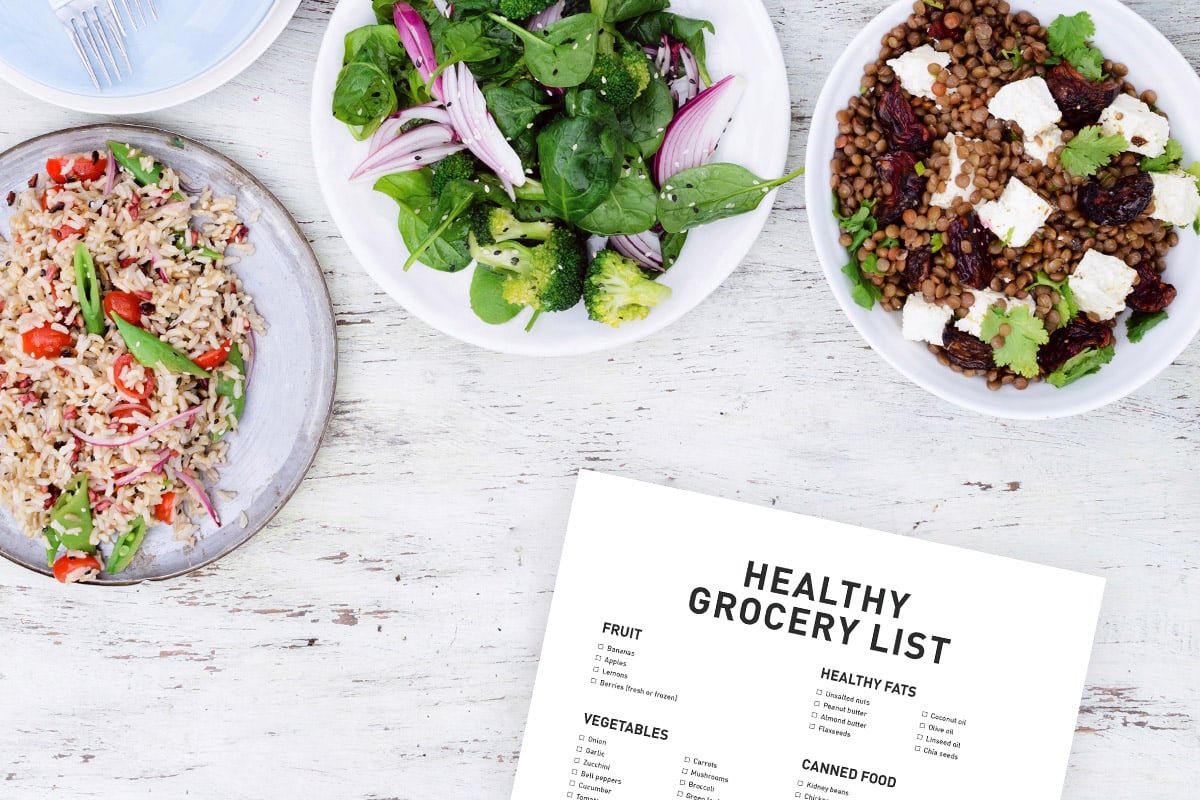 HEALTHY
GROCERY LIST
FRUIT
Bananas
Apples
Lemons
Berries (fresh or frozen)
VEGETABLES
Onion
Garlic
Zucchini
Bell peppers
Cucumber
Carrots
Mushrooms
Broccoli
HEALTHY FATS
Unsalted nuts
Peanut butter
Almond butter
Flaxseeds
Coconut oil
Olive oil
Linseed oil
Chia seeds
CANNED FOOD
Kidney beans